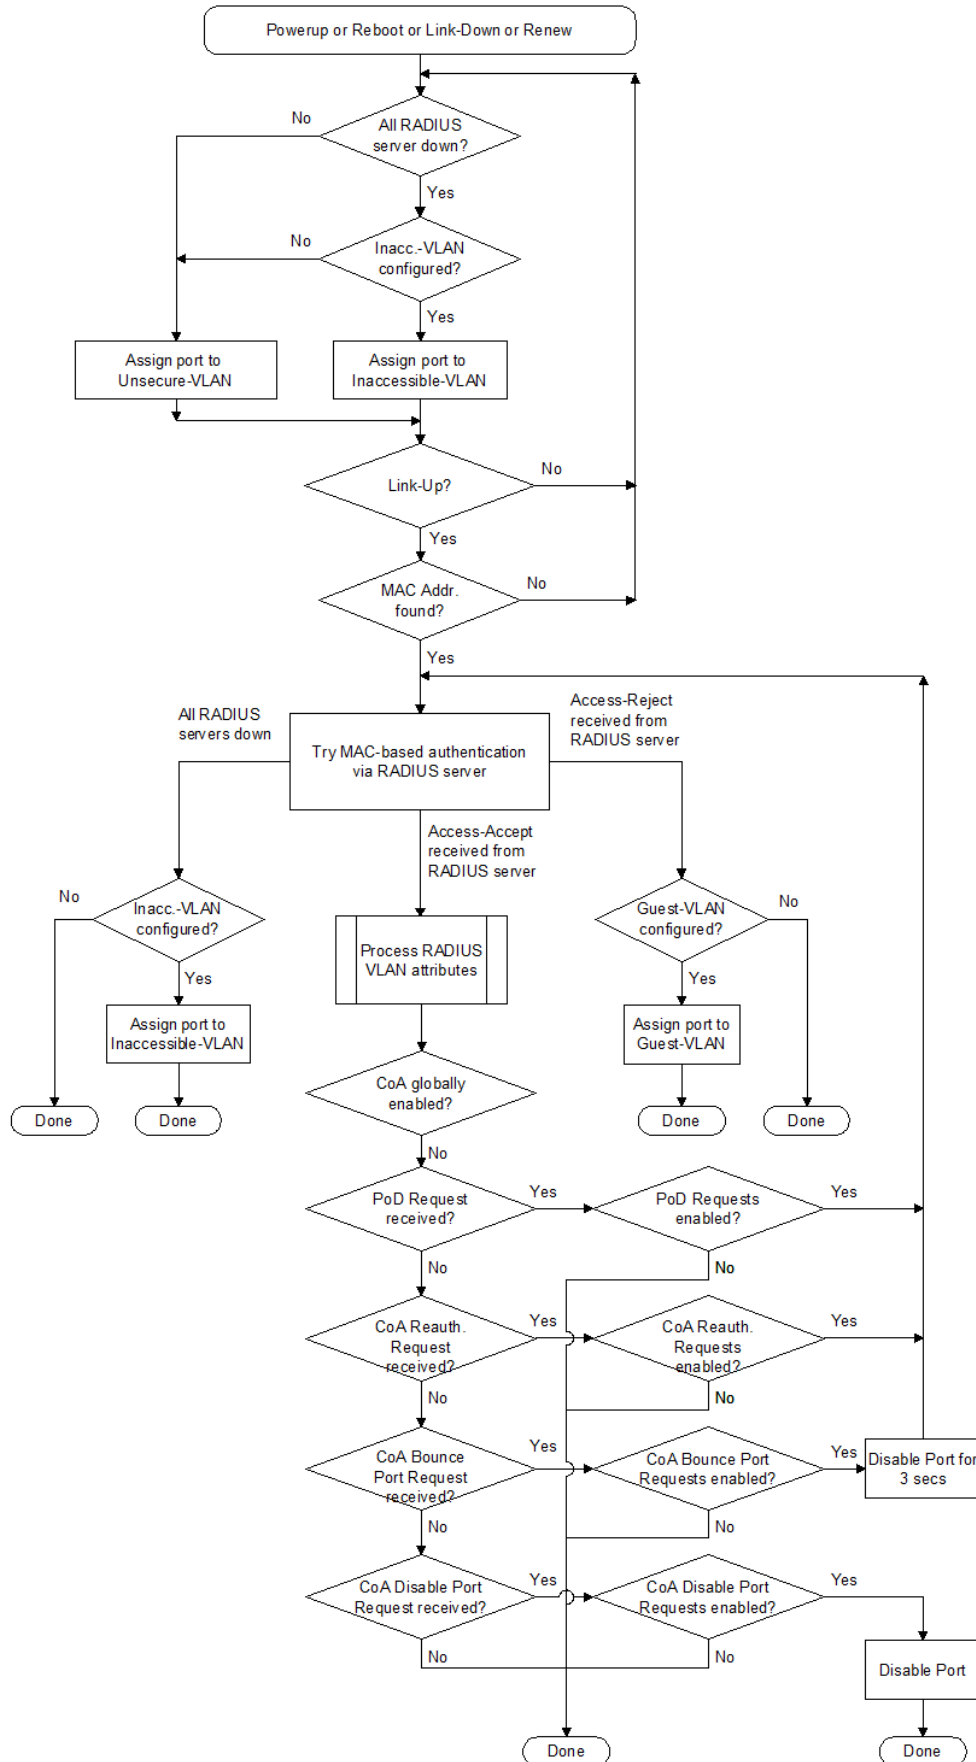 Powerup or Reboot or Link-Down or Renew
No
All RADIUS
server down?
Yes
No
Inacc.-VLAN
configured?
Yes
Assign port to
Unsecure-VLAN
Assign port to
Inaccessible-VLAN
Link-Up?
No
Yes
MAC Addr.
found?
No
Yes
All RADIUS
servers down
Access-Reject
received from
RADIUS server
Try MAC-based authentication
via RADIUS server
Access-Accept
received from
RADIUS server
No
Inacc.-VLAN
configured?
Yes
Guest-VLAN
configured?
No
Yes
Process RADIUS
VLAN attributes
Assign port to
Inaccessible-VLAN
Assign port to
Guest-VLAN
CoA globally
enabled?
Done
Done
Done
Done
No
PoD Request
received?
Yes
PoD Requests
enabled?
Yes
No
No
CoA Reauth.
Request
received?
Yes
CoA Reauth.
Requests
enabled?
Yes
No
No
CoA Bounce
Port Request
received?
Yes
CoA Bounce Port
Requests enabled?
Yes
Disable Port for
3 secs
No
No
CoA Disable Port
Request received?
Yes
CoA Disable Port
Requests enabled?
Yes
No
No
Disable Port
Done
Done